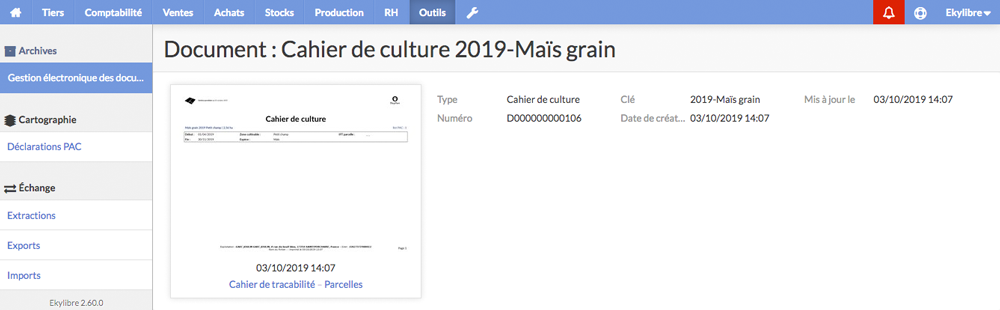 Tiers Comptabilité Ventes Achats Stocks Production RH Outils Ekylibre
Archives
Gestion électronique des docu...
Cartographie
Déclarations PAC
Échange
Extractions
Exports
Imports
Ekylibre 2.60.0
Document : Cahier de culture 2019-Maïs grain
Cahier de culture
03/10/2019 14:07
Cahier de tracabilité – Parcelles
Type Cahier de culture Clé 2019-Maïs grain Mis à jour le 03/10/2019 14:07
Numéro D000000000106 Date de créat... 03/10/2019 14:07